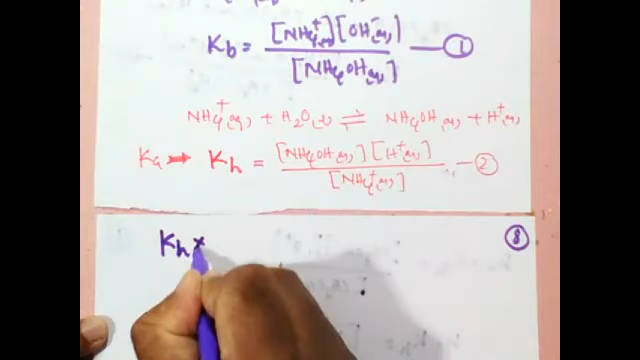 Kb = [NH4+(aq)] [OH-(aq)] / [NH4OH(aq)] — ①
NH4+(aq) + H2O(l) ⇌ NH4OH(aq) + H+(aq)
Ka → Kh = [NH4OH(aq)] [H+(aq)] / [NH4+(aq)] — ②
⑧
Kh ×